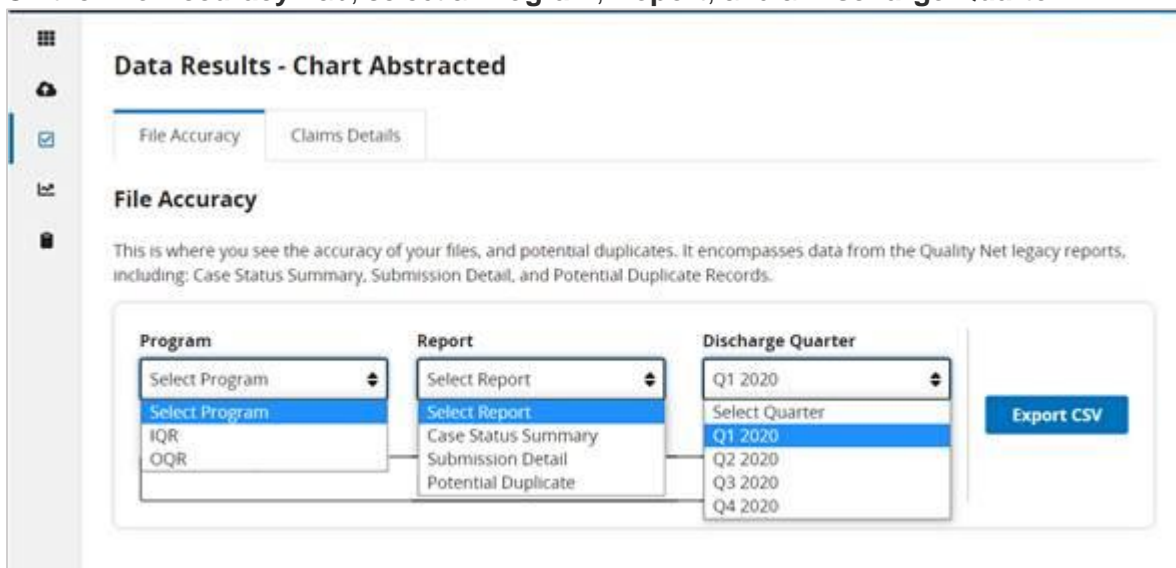 Data Results - Chart Abstracted
File Accuracy
Claims Details
File Accuracy
This is where you see the accuracy of your files, and potential duplicates. It encompasses data from the Quality Net legacy reports,
including: Case Status Summary, Submission Detail, and Potential Duplicate Records.
Program
Select Program
Select Program
IQR
OQR
Report
Select Report
Select Report
Case Status Summary
Submission Detail
Potential Duplicate
Discharge Quarter
Q1 2020
Select Quarter
Q1 2020
Q2 2020
Q3 2020
Q4 2020
Export CSV